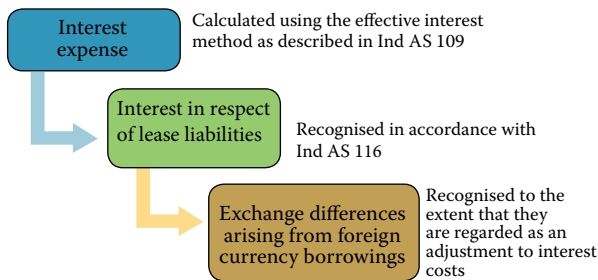 Interest
expense
Calculated using the effective interest
method as described in Ind AS 109
Interest in respect
of lease liabilities
Recognised in accordance with
Ind AS 116
Exchange differences
arising from foreign
currency borrowings
Recognised to the
extent that they
are regarded as an
adjustment to interest
costs